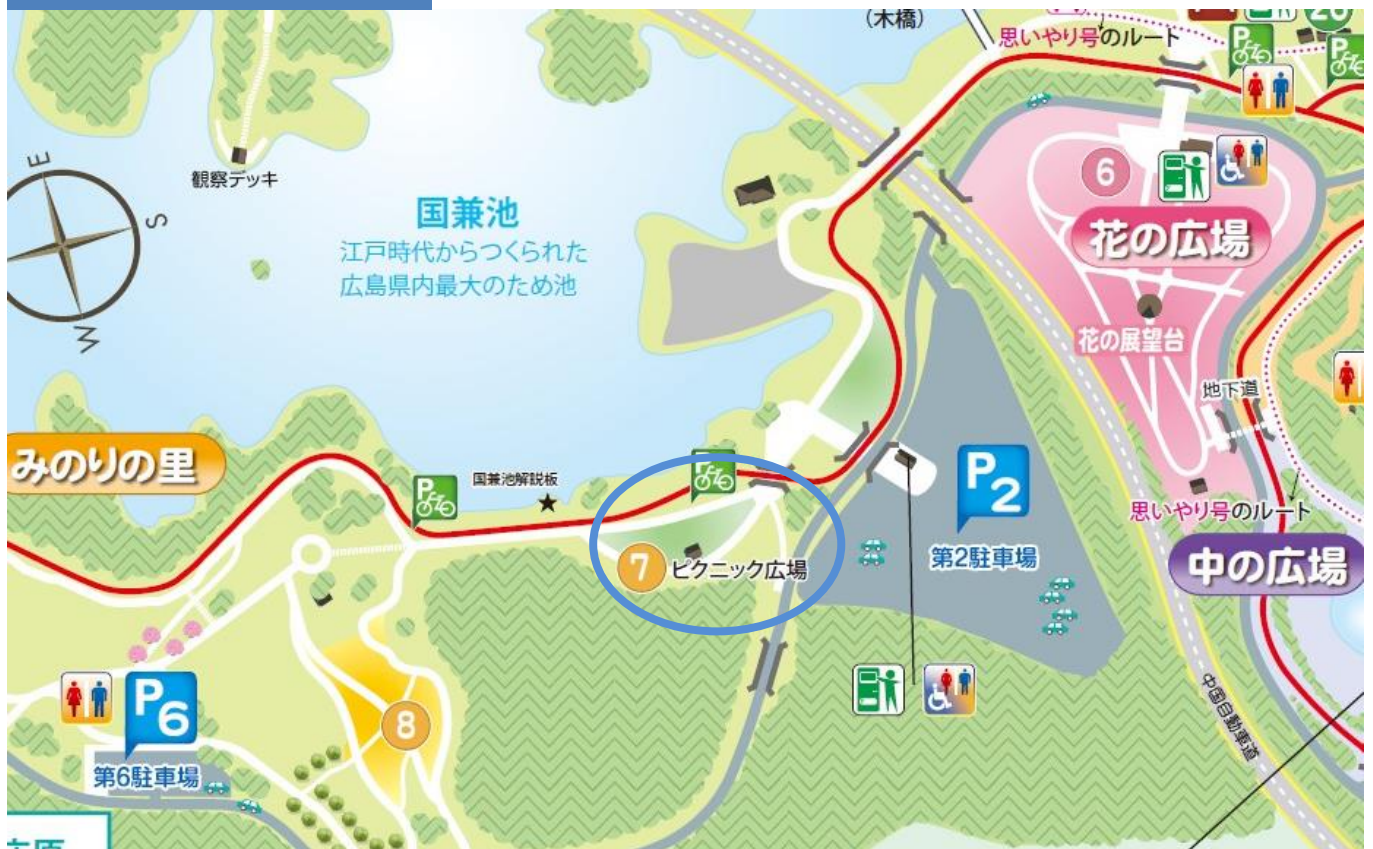 (木橋)
思いやり号のルート
観察デッキ
E
S
W
国兼池
江戸時代からつくられた
広島県内最大のため池
6
花の広場
花の展望台
地下道
みのりの里
国兼池解説板
P
P
P
P
P2
第2駐車場
思いやり号のルート
中の広場
7 ピクニック広場
P6
第6駐車場
8
中国自動車道